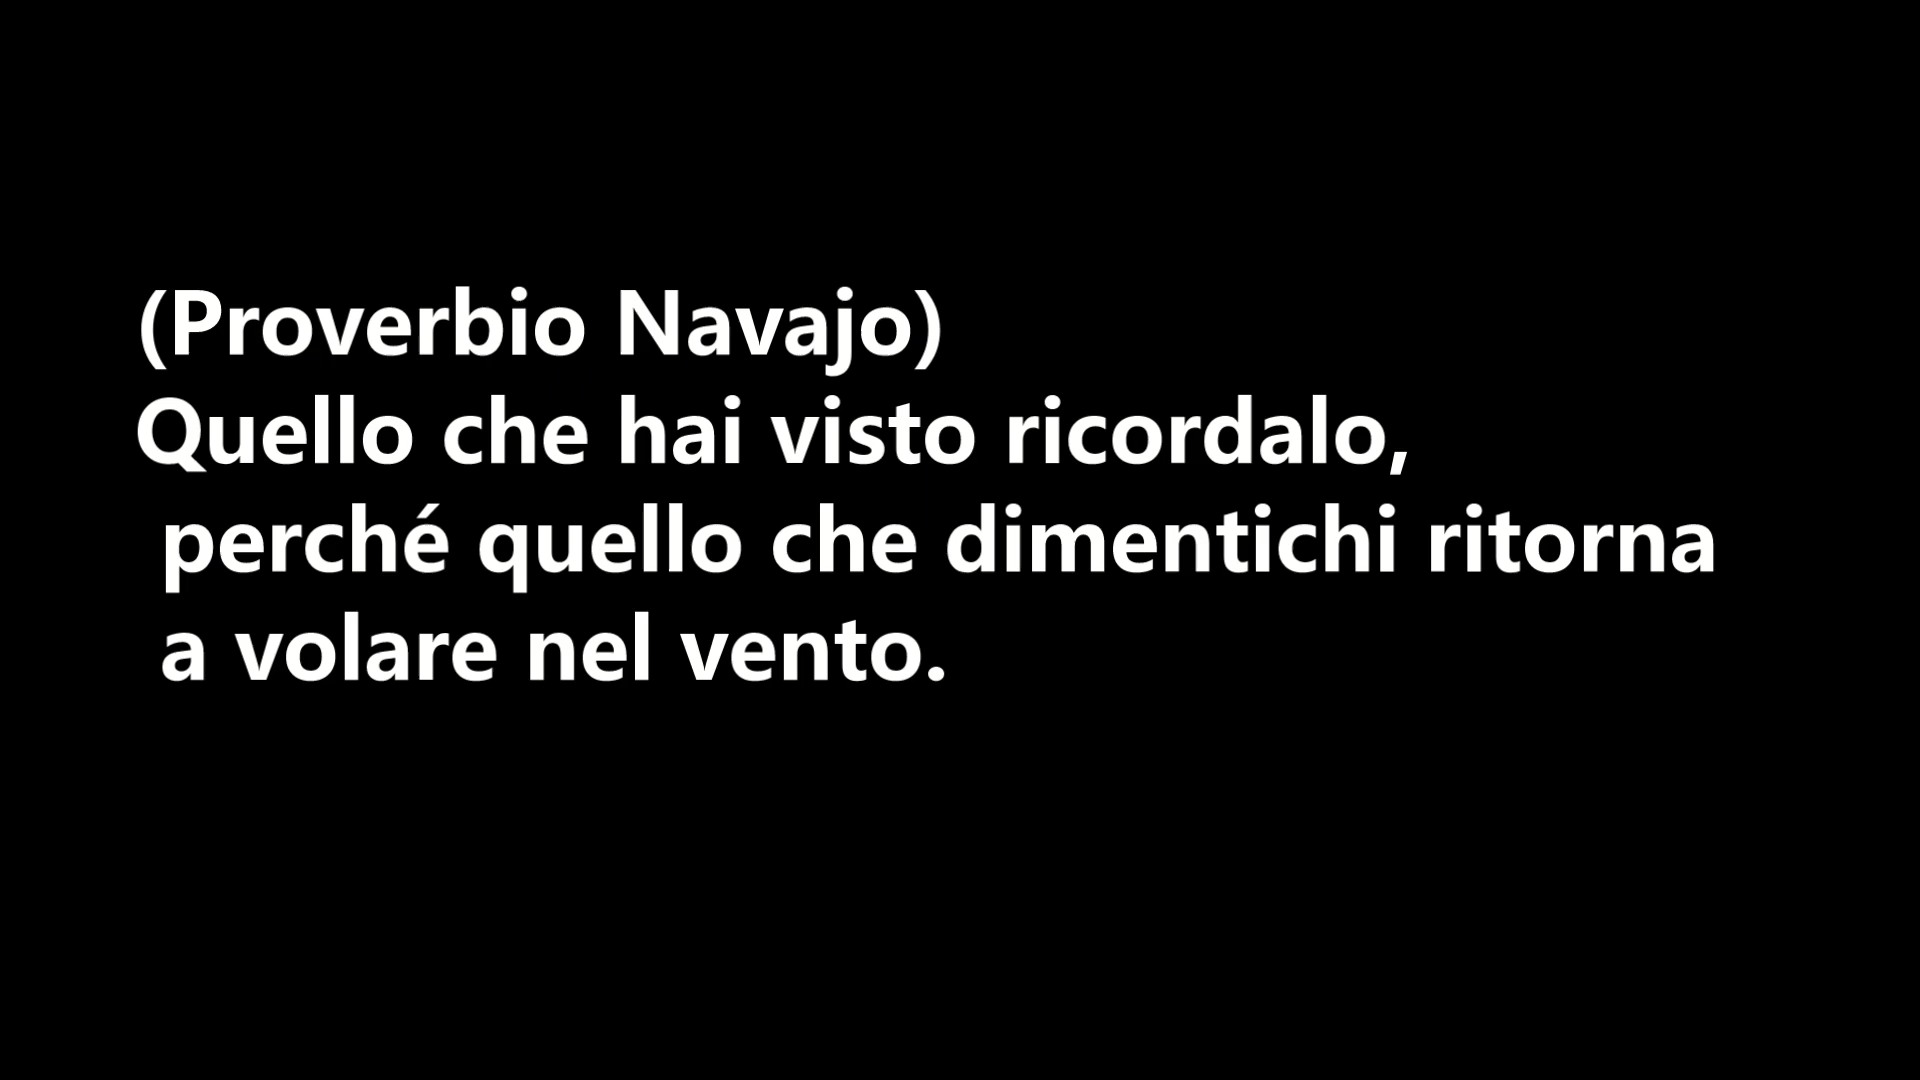 (Proverbio Navajo)
Quello che hai visto ricordalo,
perché quello che dimentichi ritorna
a volare nel vento.